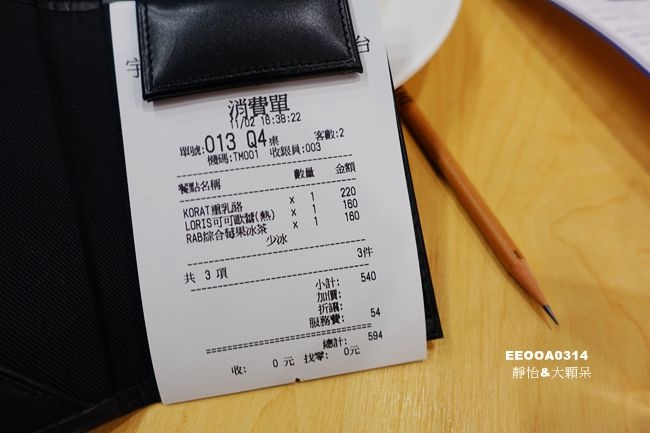 宇 台
消費單
11/02 16:38:22
單號:013 Q4桌 客數:2
機碼:TM001 收銀員:003
餐點名稱 數量 金額
KORAT重乳酪 x 1 220
LORIS可可歐蕾(熱) x 1 160
RAB綜合莓果冰茶 x 1 160
少冰
共 3 項 3件
小計: 540
加價:
折讓:
服務費: 54
總計: 594
收: 0 元 找零: 0元
EEOOA0314
靜怡&大顆呆